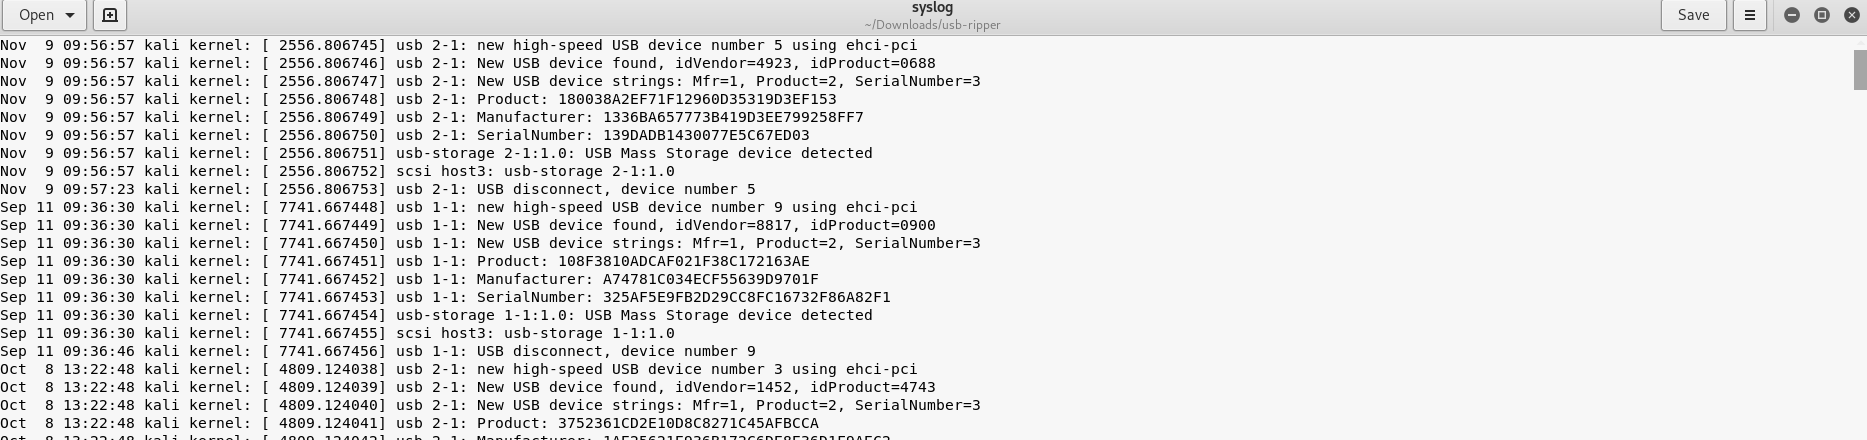 Open
syslog
~/Downloads/usb-ripper
Save
Nov  9 09:56:57 kali kernel: [ 2556.806745] usb 2-1: new high-speed USB device number 5 using ehci-pci
Nov  9 09:56:57 kali kernel: [ 2556.806746] usb 2-1: New USB device found, idVendor=4923, idProduct=0688
Nov  9 09:56:57 kali kernel: [ 2556.806747] usb 2-1: New USB device strings: Mfr=1, Product=2, SerialNumber=3
Nov  9 09:56:57 kali kernel: [ 2556.806748] usb 2-1: Product: 180038A2EF71F12960D35319D3EF153
Nov  9 09:56:57 kali kernel: [ 2556.806749] usb 2-1: Manufacturer: 1336BA657773B419D3EE799258FF7
Nov  9 09:56:57 kali kernel: [ 2556.806750] usb 2-1: SerialNumber: 139DADB1430077E5C67ED03
Nov  9 09:56:57 kali kernel: [ 2556.806751] usb-storage 2-1:1.0: USB Mass Storage device detected
Nov  9 09:56:57 kali kernel: [ 2556.806752] scsi host3: usb-storage 2-1:1.0
Nov  9 09:57:23 kali kernel: [ 2556.806753] usb 2-1: USB disconnect, device number 5
Sep 11 09:36:30 kali kernel: [ 7741.667448] usb 1-1: new high-speed USB device number 9 using ehci-pci
Sep 11 09:36:30 kali kernel: [ 7741.667449] usb 1-1: New USB device found, idVendor=8817, idProduct=0900
Sep 11 09:36:30 kali kernel: [ 7741.667450] usb 1-1: New USB device strings: Mfr=1, Product=2, SerialNumber=3
Sep 11 09:36:30 kali kernel: [ 7741.667451] usb 1-1: Product: 108F3810ADCAF021F38C172163AE
Sep 11 09:36:30 kali kernel: [ 7741.667452] usb 1-1: Manufacturer: A74781C034ECF55639D9701F
Sep 11 09:36:30 kali kernel: [ 7741.667453] usb 1-1: SerialNumber: 325AF5E9FB2D29CC8FC16732F86A82F1
Sep 11 09:36:30 kali kernel: [ 7741.667454] usb-storage 1-1:1.0: USB Mass Storage device detected
Sep 11 09:36:30 kali kernel: [ 7741.667455] scsi host3: usb-storage 1-1:1.0
Sep 11 09:36:46 kali kernel: [ 7741.667456] usb 1-1: USB disconnect, device number 9
Oct  8 13:22:48 kali kernel: [ 4809.124038] usb 2-1: new high-speed USB device number 3 using ehci-pci
Oct  8 13:22:48 kali kernel: [ 4809.124039] usb 2-1: New USB device found, idVendor=1452, idProduct=4743
Oct  8 13:22:48 kali kernel: [ 4809.124040] usb 2-1: New USB device strings: Mfr=1, Product=2, SerialNumber=3
Oct  8 13:22:48 kali kernel: [ 4809.124041] usb 2-1: Product: 3752361CD2E10D8C8271C45AFBCCA
Oct  8 13:22:48 kali kernel: [ 4809.124042] usb 2-1: Manufacturer: